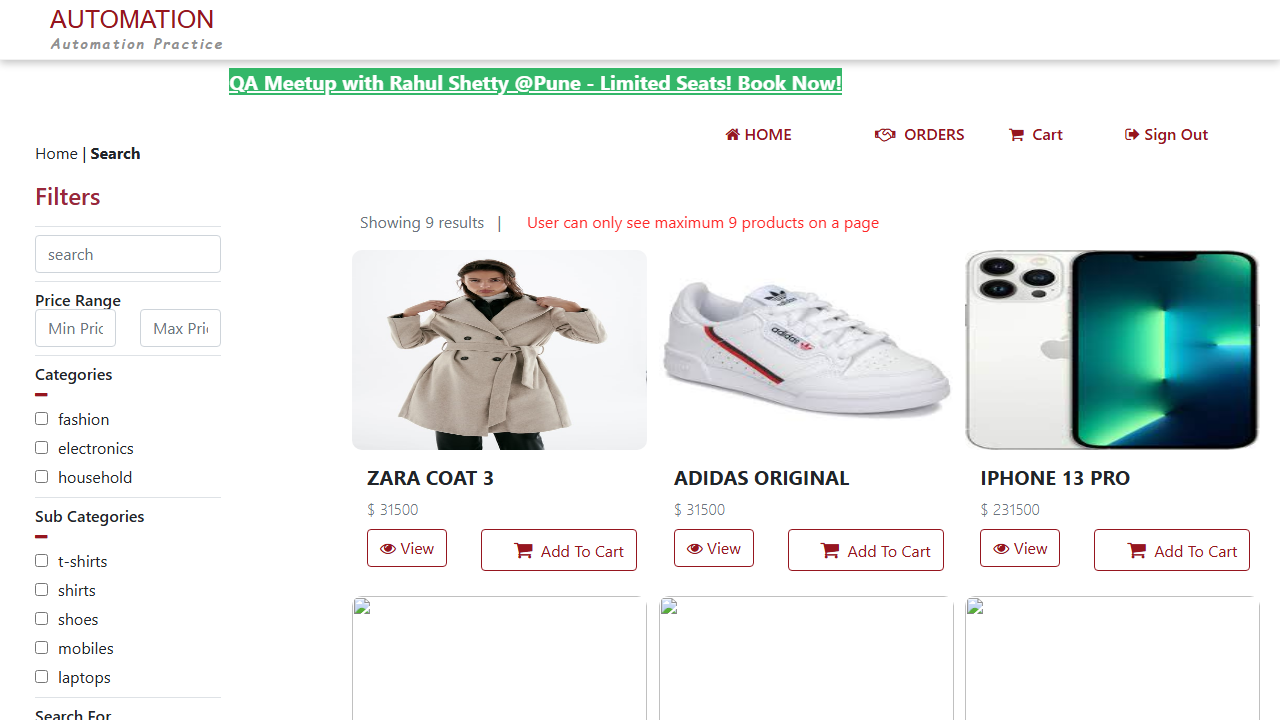 AUTOMATION
Automation Practice
QA Meetup with Rahul Shetty @Pune - Limited Seats! Book Now!
HOME ORDERS Cart Sign Out
Home | Search
Filters
Showing 9 results | User can only see maximum 9 products on a page
search
Price Range
Min Pric Max Pri
Categories
fashion
electronics
household
Sub Categories
t-shirts
shirts
shoes
mobiles
laptops
Search For
adidas
ZARA COAT 3
$ 31500
View Add To Cart
ADIDAS ORIGINAL
$ 31500
View Add To Cart
IPHONE 13 PRO
$ 231500
View Add To Cart